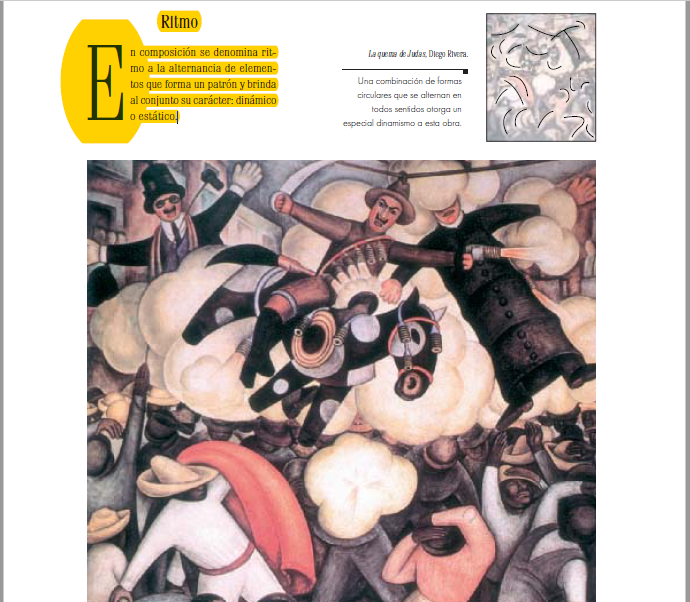 Ritmo
En composición se denomina rit-
mo a la alternancia de elemen-
tos que forma un patrón y brinda
al conjunto su carácter: dinámico
o estático.
La quema de Judas, Diego Rivera.
Una combinación de formas
circulares que se alternan en
todos sentidos otorga un
especial dinamismo a esta obra.